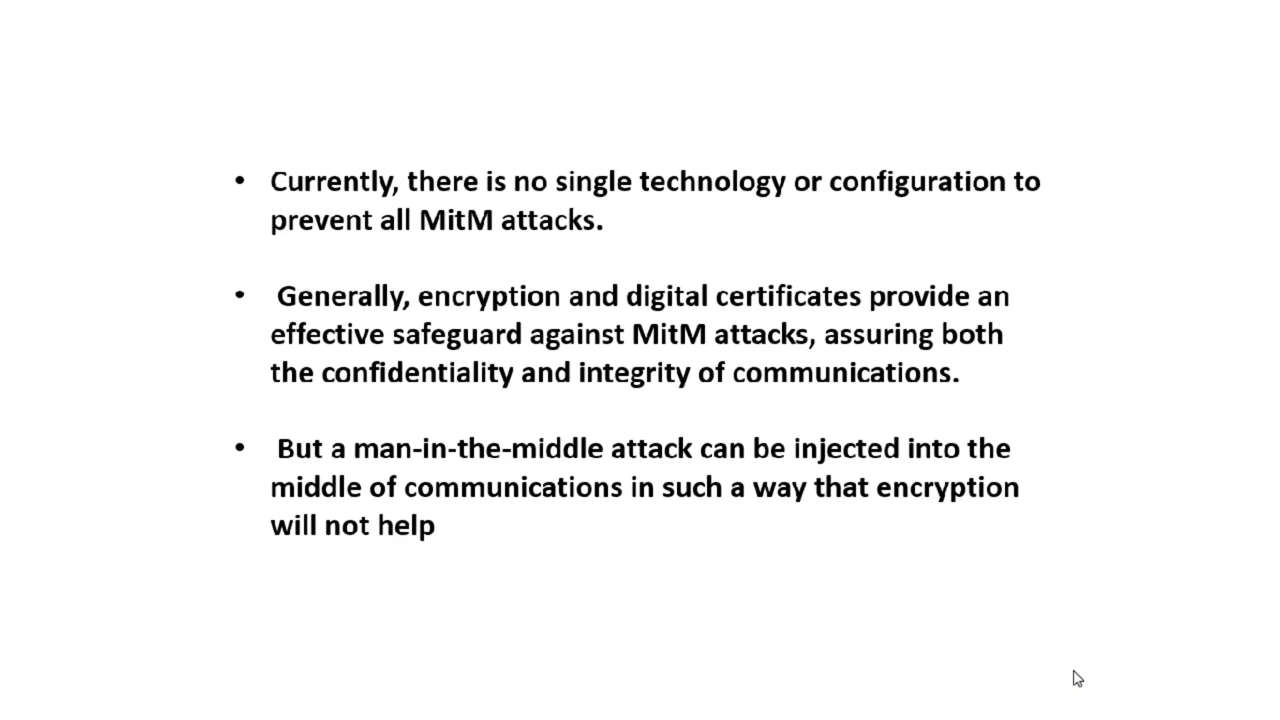 • Currently, there is no single technology or configuration to
prevent all MitM attacks.
• Generally, encryption and digital certificates provide an
effective safeguard against MitM attacks, assuring both
the confidentiality and integrity of communications.
• But a man-in-the-middle attack can be injected into the
middle of communications in such a way that encryption
will not help